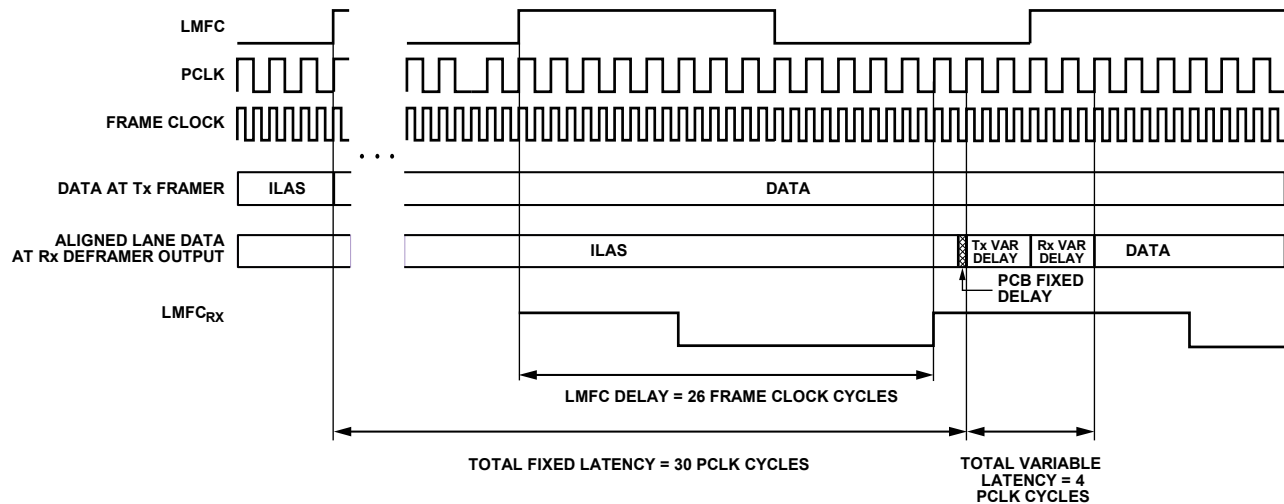 LMFC
PCLK
FRAME CLOCK
. . .
DATA AT Tx FRAMER
ILAS
DATA
ALIGNED LANE DATA
AT Rx DEFRAMER OUTPUT
ILAS
Tx VAR
DELAY
Rx VAR
DELAY
DATA
PCB FIXED
DELAY
LMFCRX
LMFC DELAY = 26 FRAME CLOCK CYCLES
TOTAL FIXED LATENCY = 30 PCLK CYCLES
TOTAL VARIABLE
LATENCY = 4
PCLK CYCLES